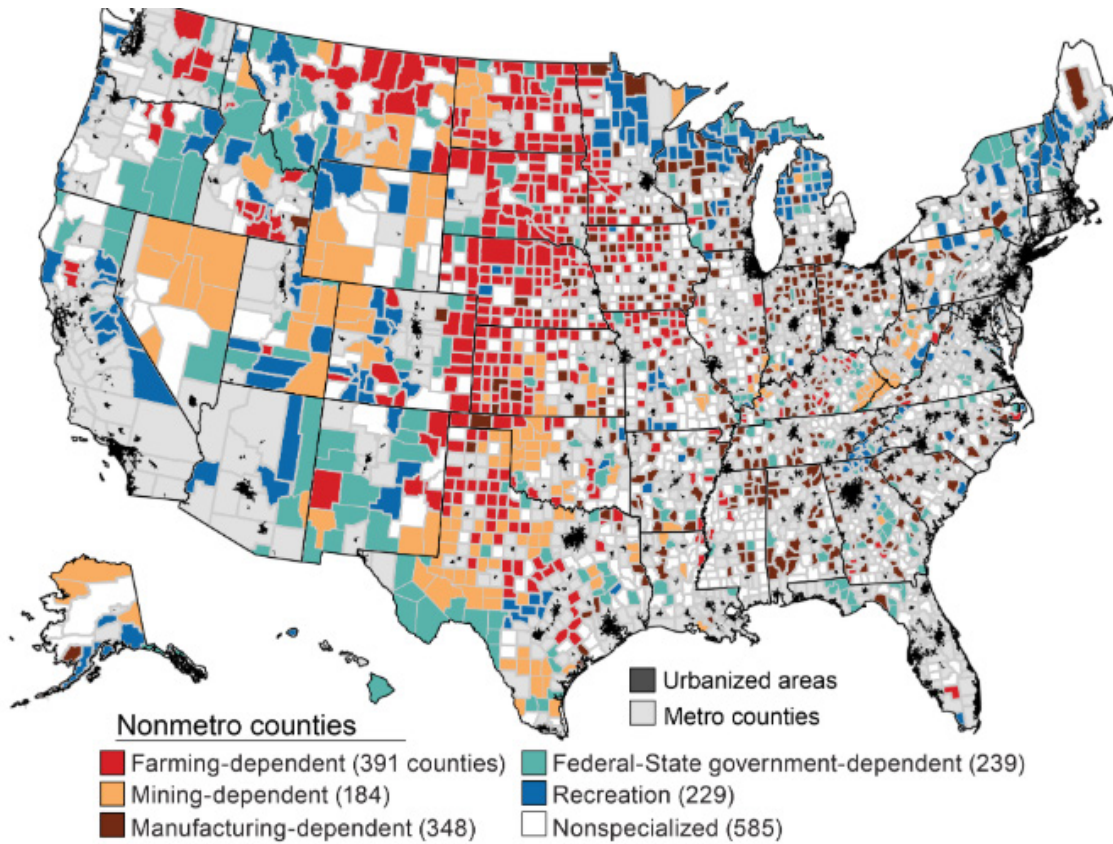 Urbanized areas
Metro counties
Nonmetro counties
Farming-dependent (391 counties)
Mining-dependent (184)
Manufacturing-dependent (348)
Federal-State government-dependent (239)
Recreation (229)
Nonspecialized (585)